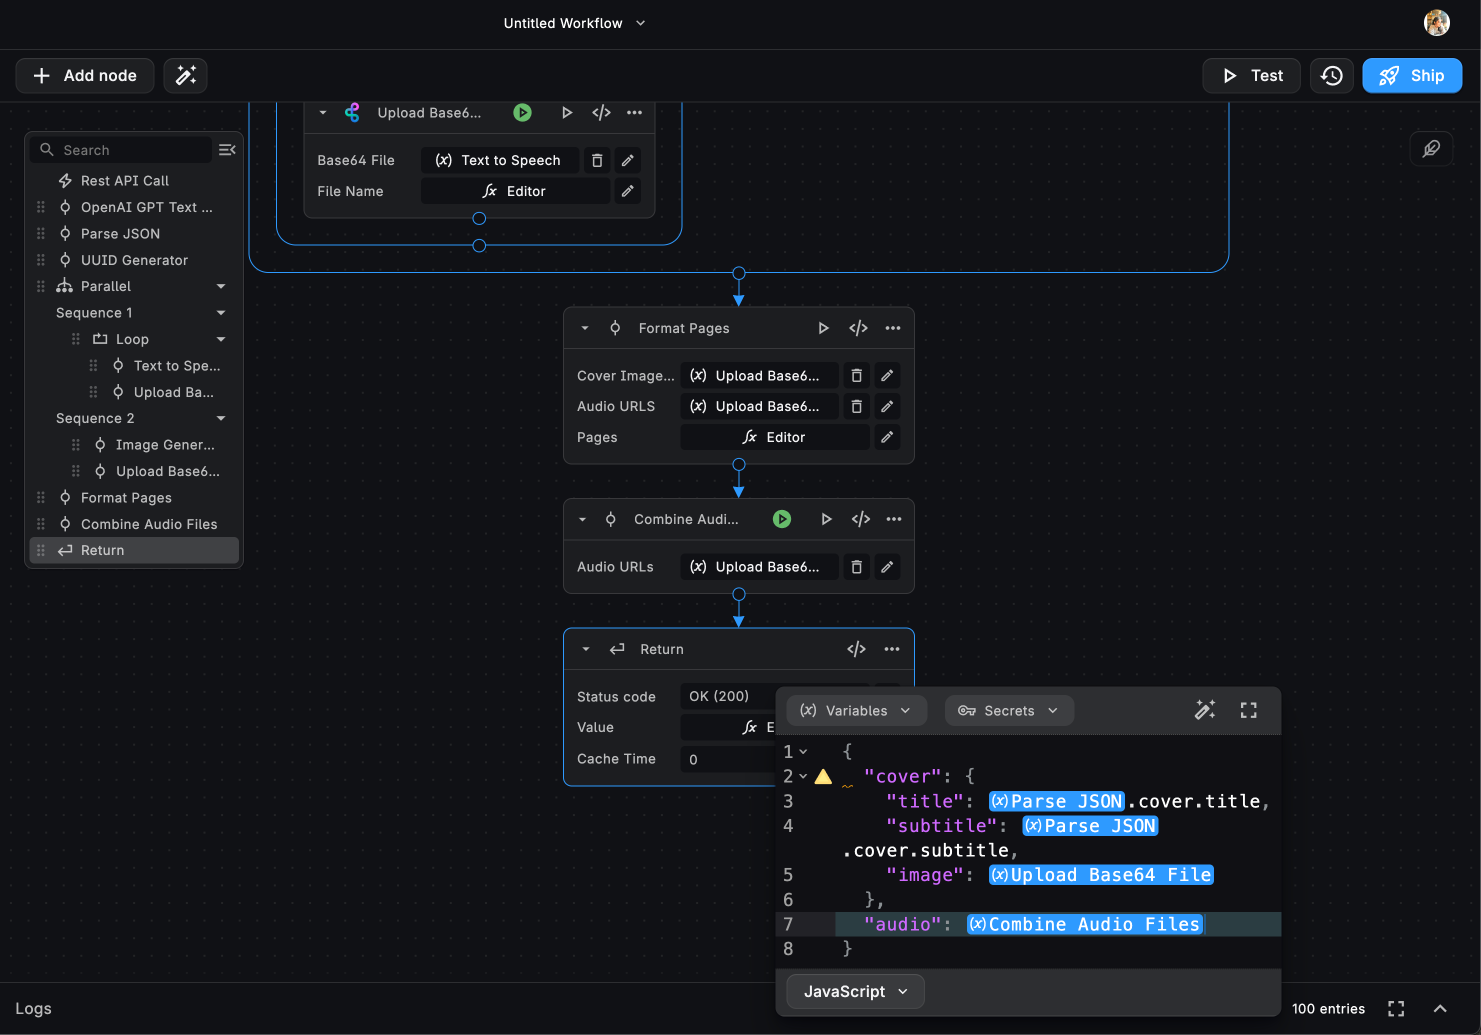 Untitled Workflow
Add node
Test
Ship
Search
Rest API Call
OpenAI GPT Text ...
Parse JSON
UUID Generator
Parallel
Sequence 1
Loop
Text to Spe...
Upload Ba...
Sequence 2
Image Gener...
Upload Base6...
Format Pages
Combine Audio Files
Return
Upload Base6...
Base64 File (x) Text to Speech
File Name fx Editor
Format Pages
Cover Image... (x) Upload Base6...
Audio URLS (x) Upload Base6...
Pages fx Editor
Combine Audi...
Audio URLs (x) Upload Base6...
Return
Status code OK (200)
Value fx E
Cache Time 0
(x) Variables Secrets
1 {
2 "cover": {
3 "title": (x)Parse JSON.cover.title,
4 "subtitle": (x)Parse JSON
.cover.subtitle,
5 "image": (x)Upload Base64 File
6 },
7 "audio": (x)Combine Audio Files
8 }
JavaScript
Logs
100 entries